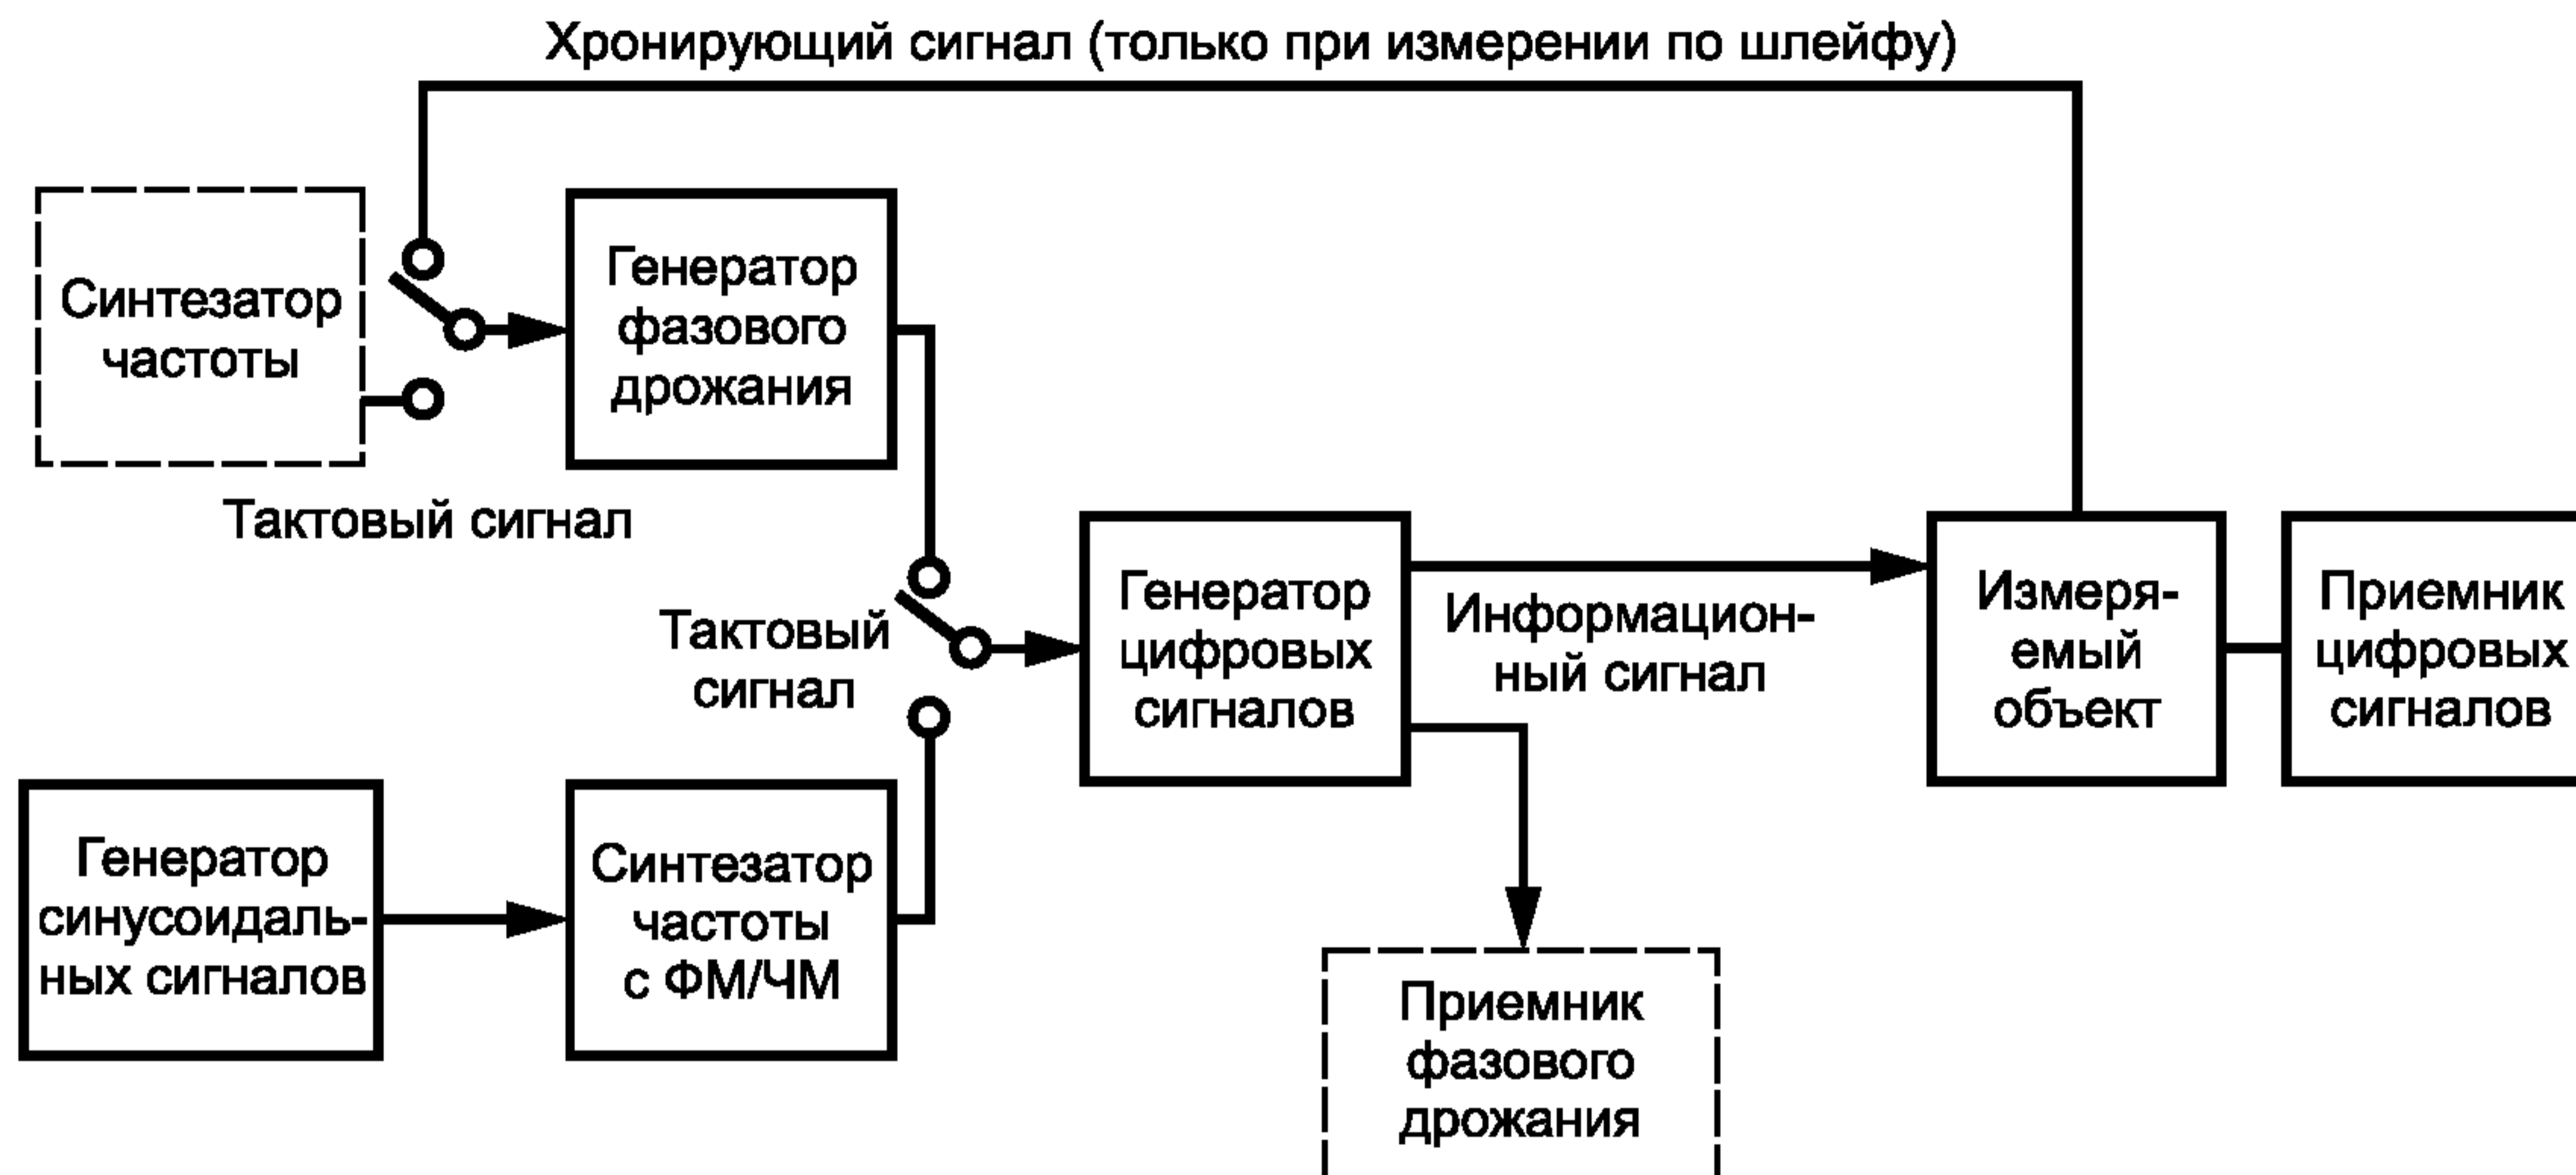 Хронирующий сигнал (только при измерении по шлейфу)
Синтезатор
частоты
Генератор
фазового
дрожания
Тактовый сигнал
Тактовый
сигнал
Генератор
цифровых
сигналов
Информацион-
ный сигнал
Измеря-
емый
объект
Приемник
цифровых
сигналов
Генератор
синусоидаль-
ных сигналов
Синтезатор
частоты
с ФМ/ЧМ
Приемник
фазового
дрожания